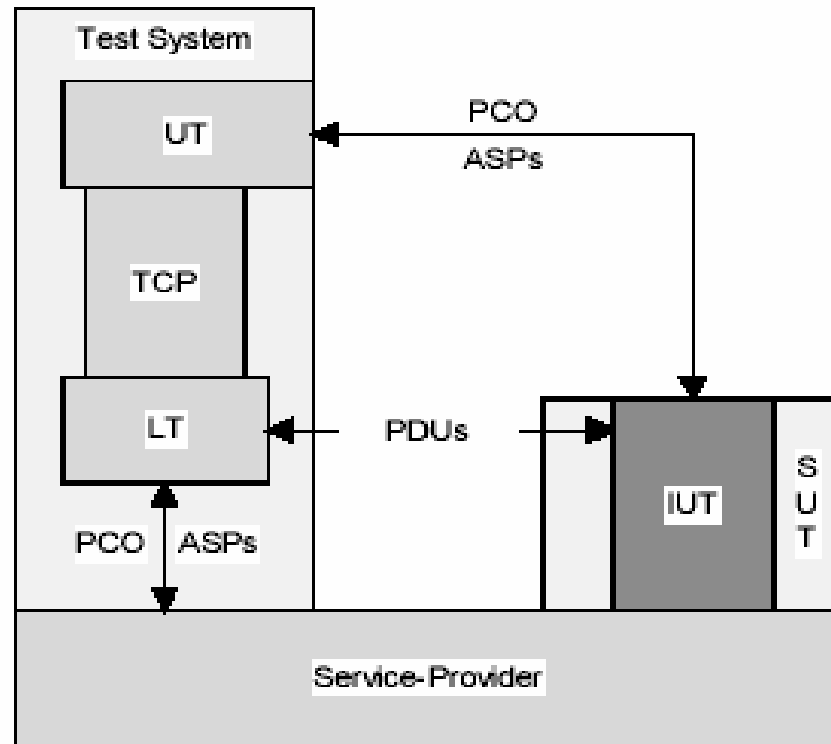 Test System
UT
PCO
ASPs
TCP
LT
PDUs
IUT
S
U
T
PCO
ASPs
Service-Provider